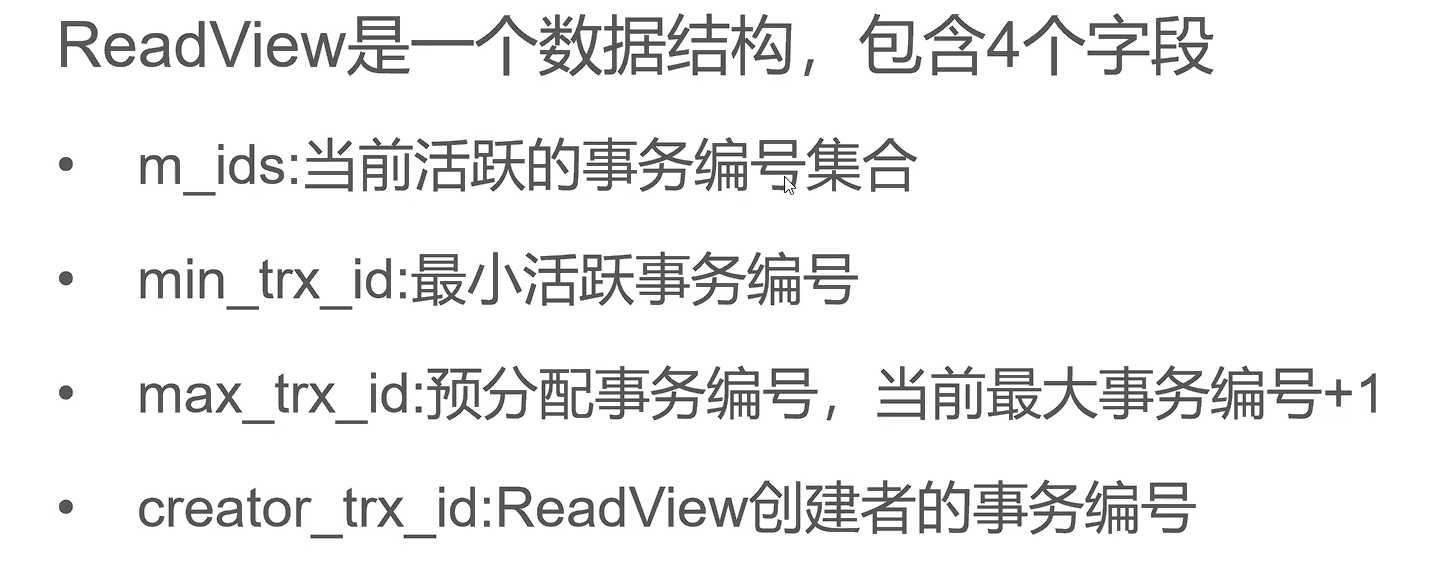 ReadView是一个数据结构，包含4个字段
• m_ids:当前活跃的事务编号集合
• min_trx_id:最小活跃事务编号
• max_trx_id:预分配事务编号，当前最大事务编号+1
• creator_trx_id:ReadView创建者的事务编号